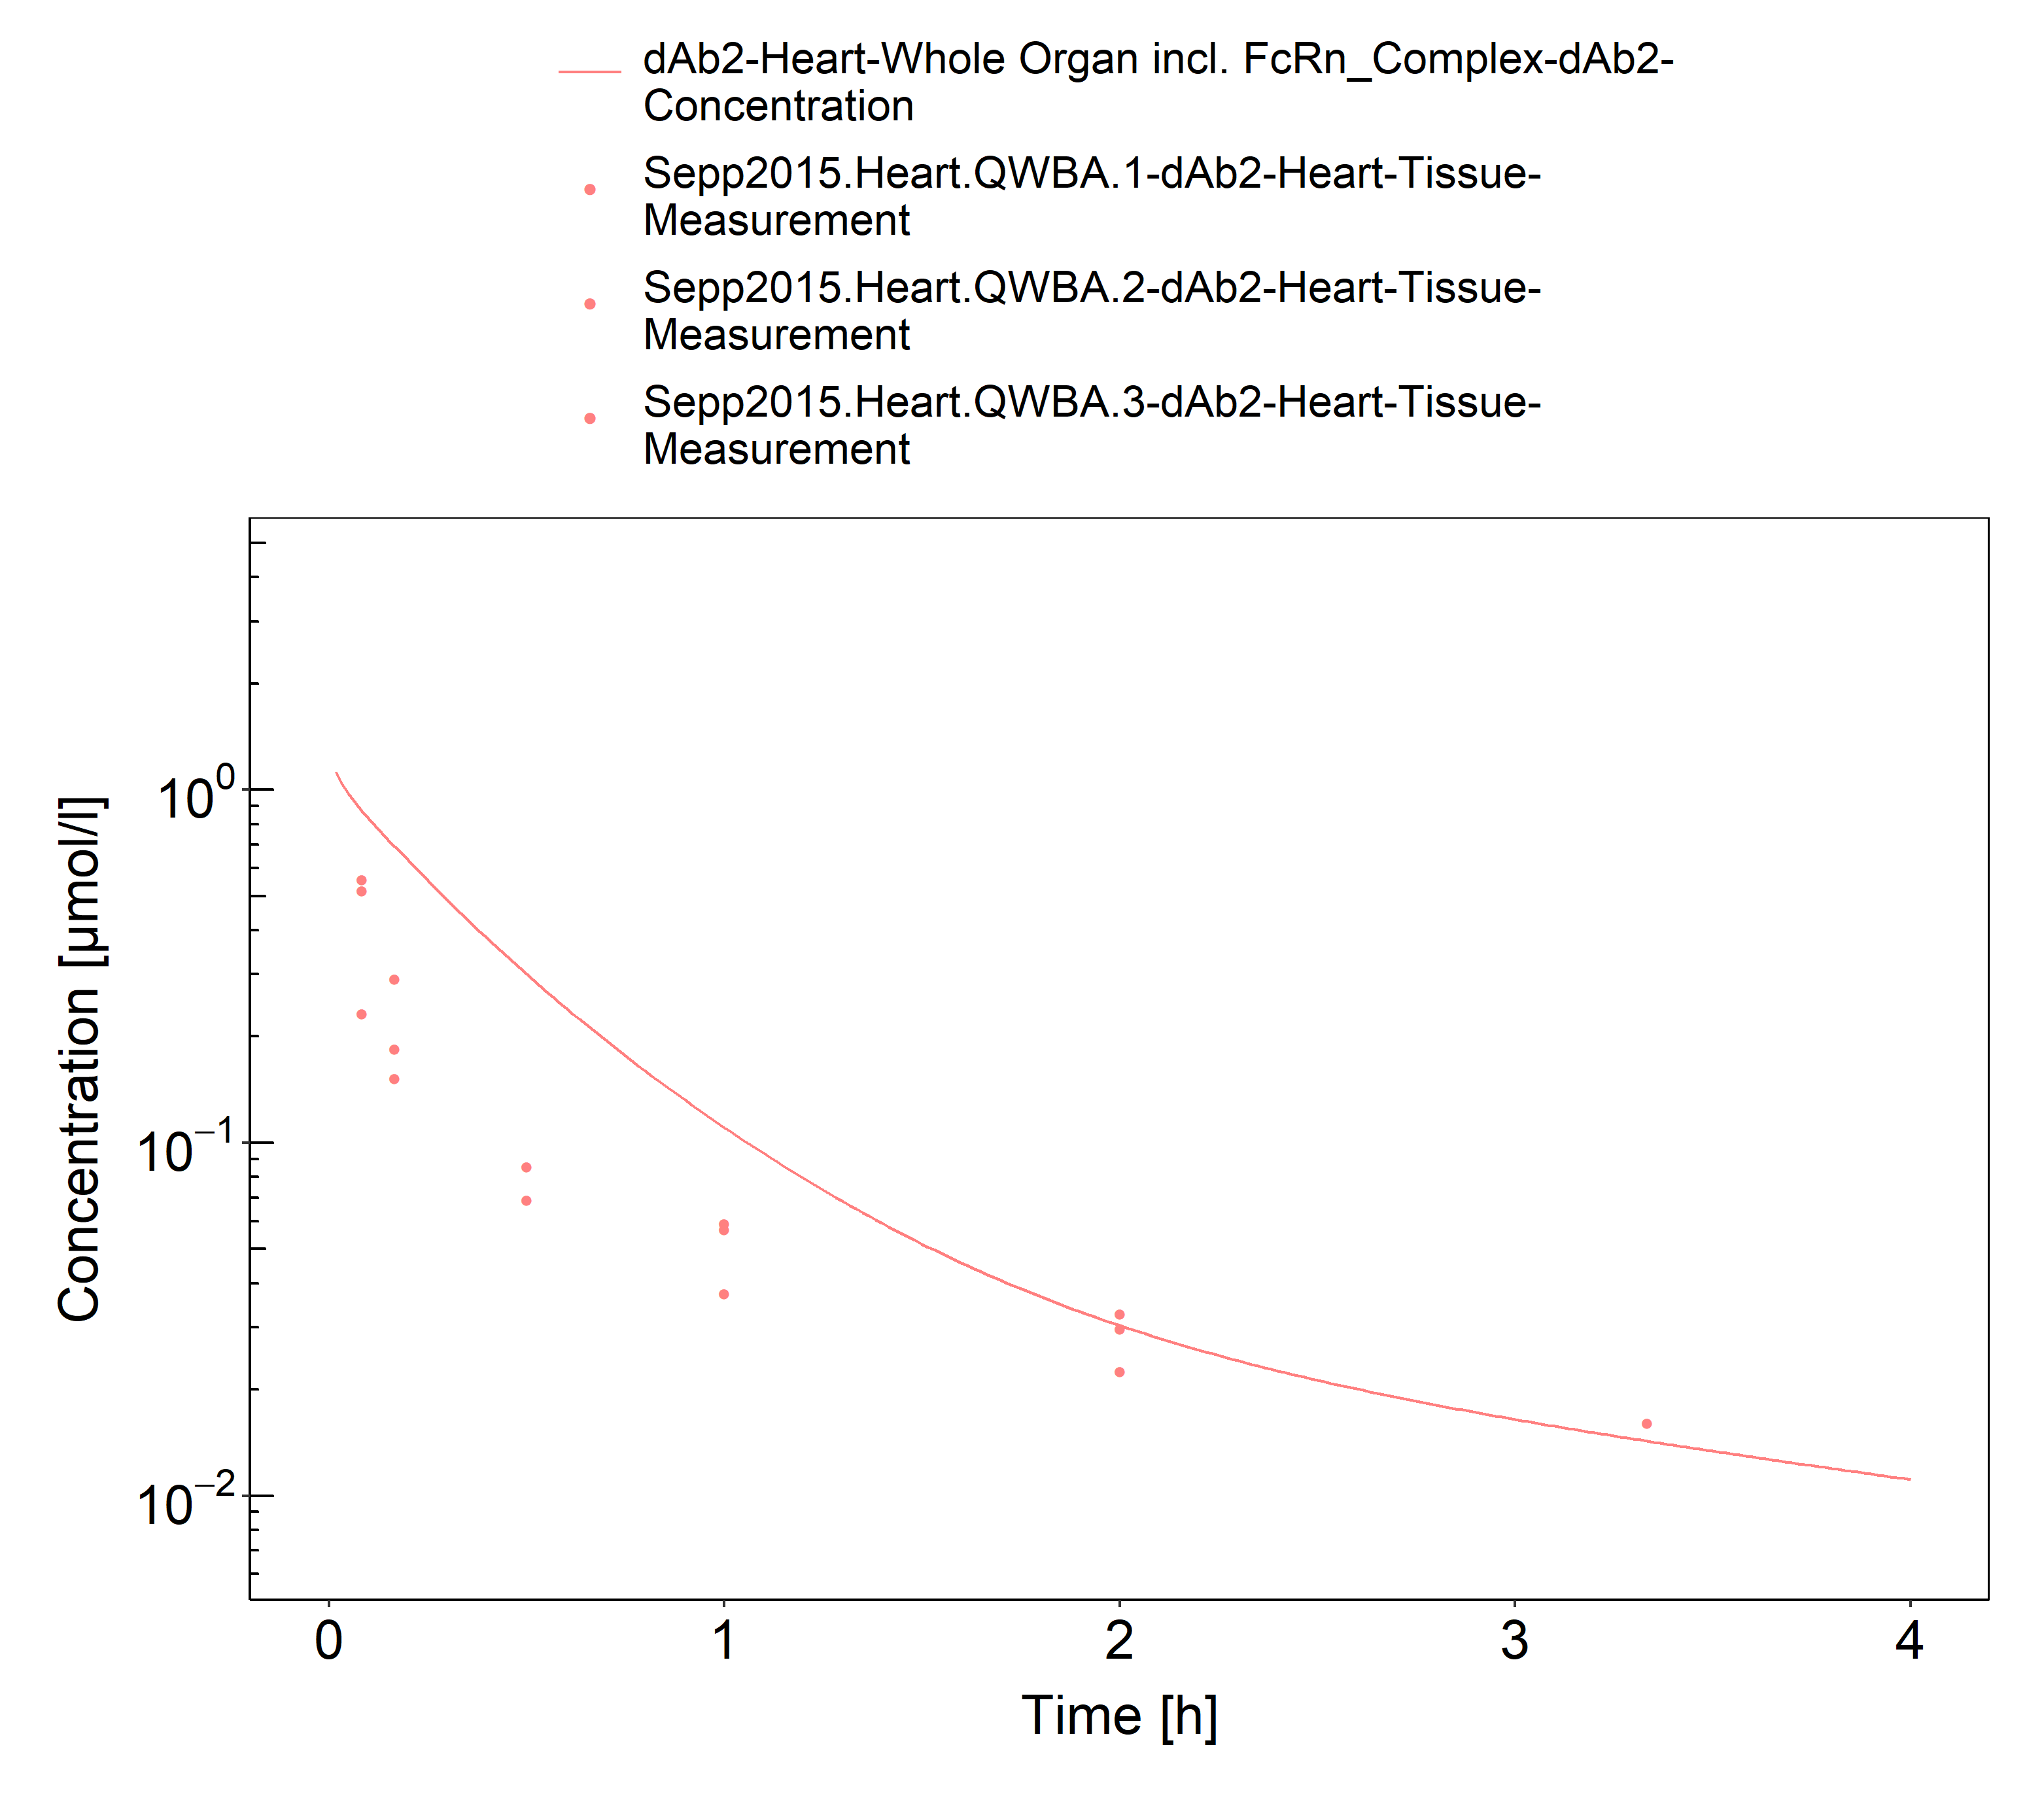 dAb2-Heart-Whole Organ incl. FcRn_Complex-dAb2-
Concentration
Sepp2015.Heart.QWBA.1-dAb2-Heart-Tissue-
Measurement
Sepp2015.Heart.QWBA.2-dAb2-Heart-Tissue-
Measurement
Sepp2015.Heart.QWBA.3-dAb2-Heart-Tissue-
Measurement
Concentration [µmol/l]
10⁰
10⁻¹
10⁻²
0 1 2 3 4
Time [h]